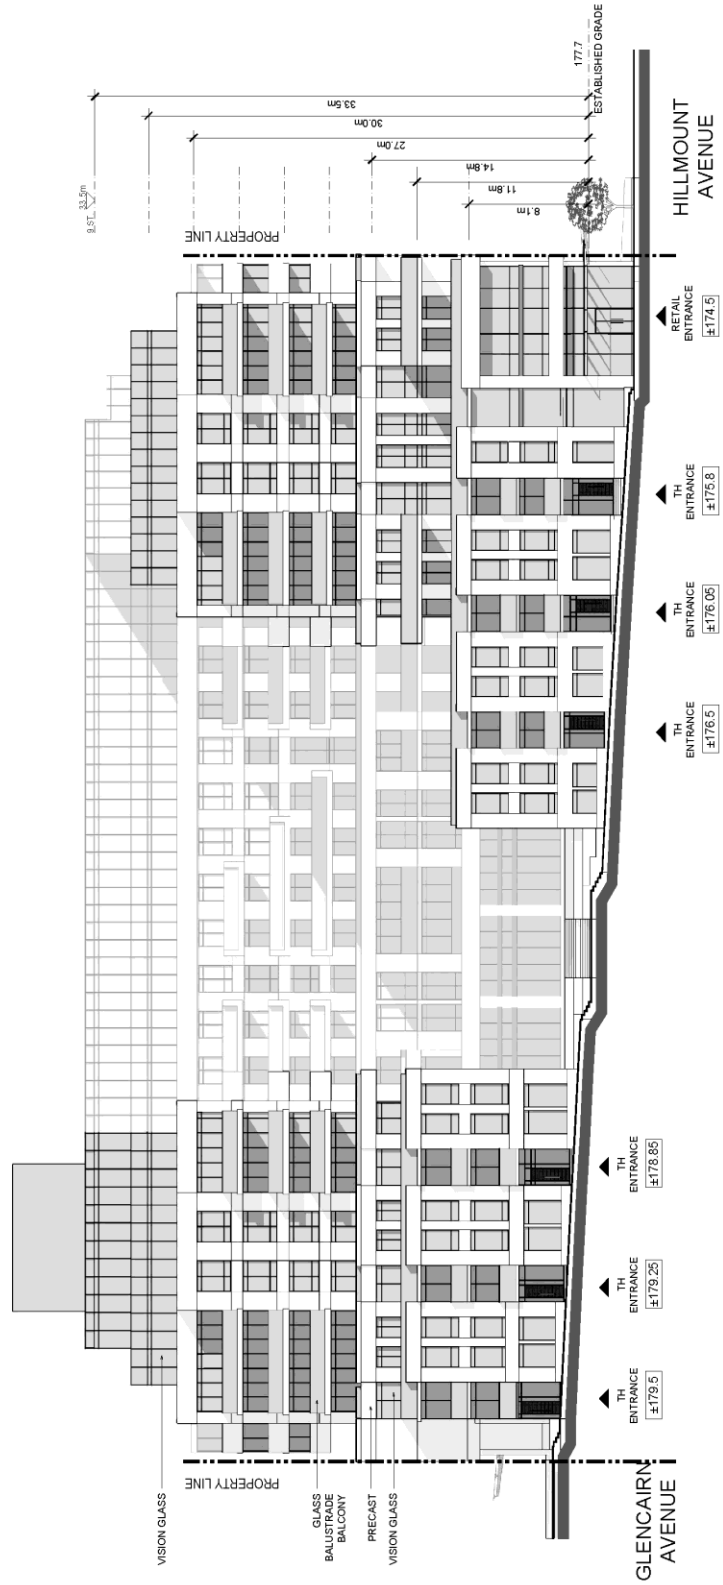 9 ST.
33.5m
33.5m
30.0m
27.0m
14.8m
11.8m
8.1m
177.7
ESTABLISHED GRADE
PROPERTY LINE
PROPERTY LINE
VISION GLASS
GLASS
BALUSTRADE
BALCONY
PRECAST
VISION GLASS
GLENCAIRN
AVENUE
TH
ENTRANCE
±179.5
TH
ENTRANCE
±179.25
TH
ENTRANCE
±178.85
TH
ENTRANCE
±176.5
TH
ENTRANCE
±176.05
TH
ENTRANCE
±175.8
RETAIL
ENTRANCE
±174.5
HILLMOUNT
AVENUE